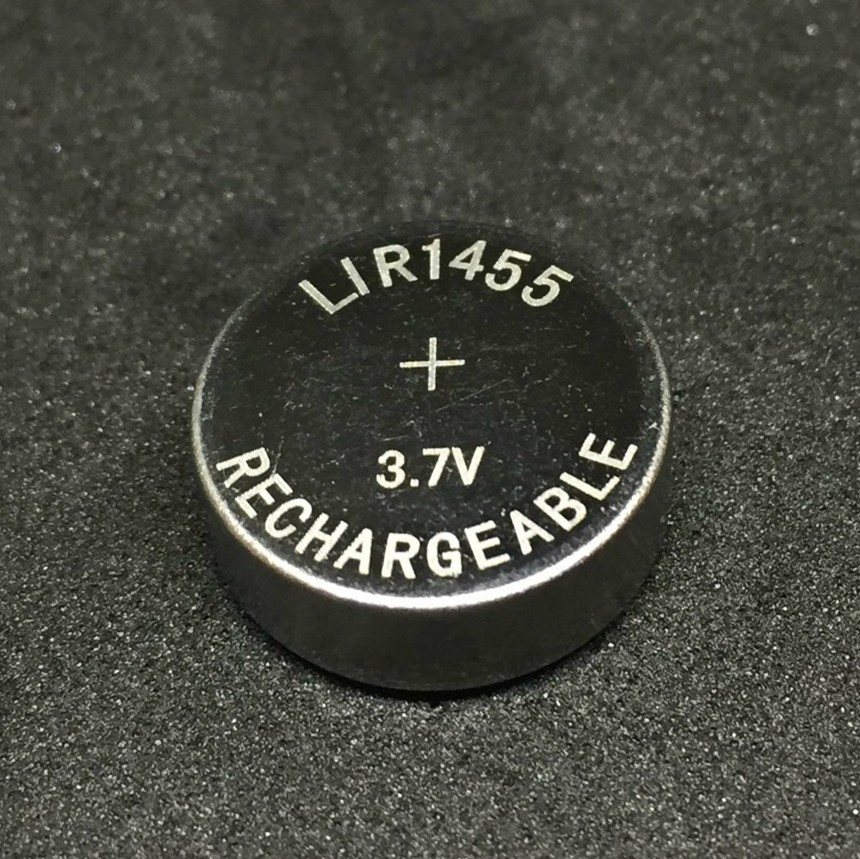 LIR1455
+
3.7V
RECHARGEABLE